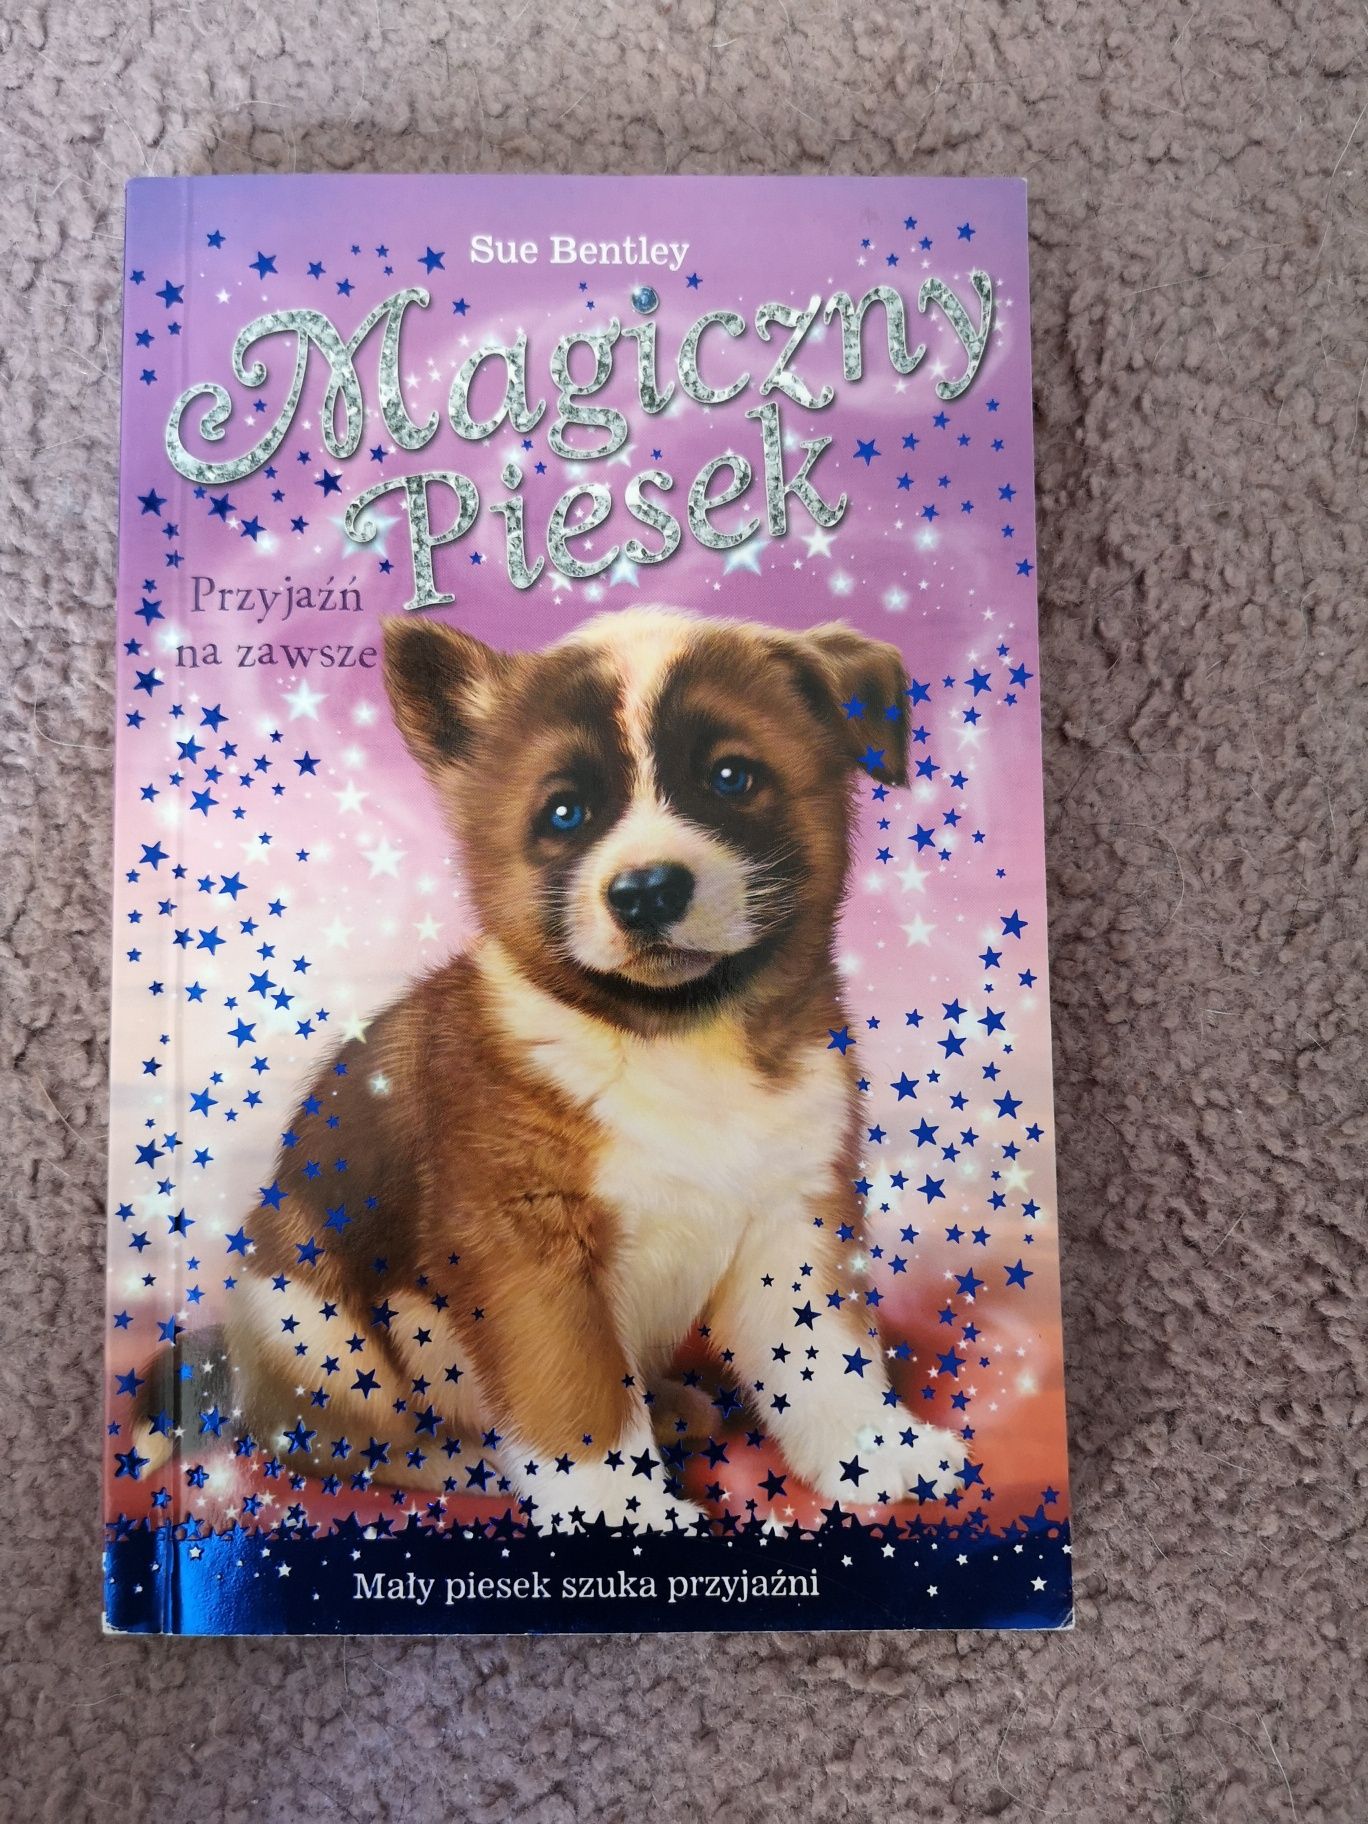 Sue Bentley
Magiczny
Piesek
Przyjaźń
na zawsze
Mały piesek szuka przyjaźni